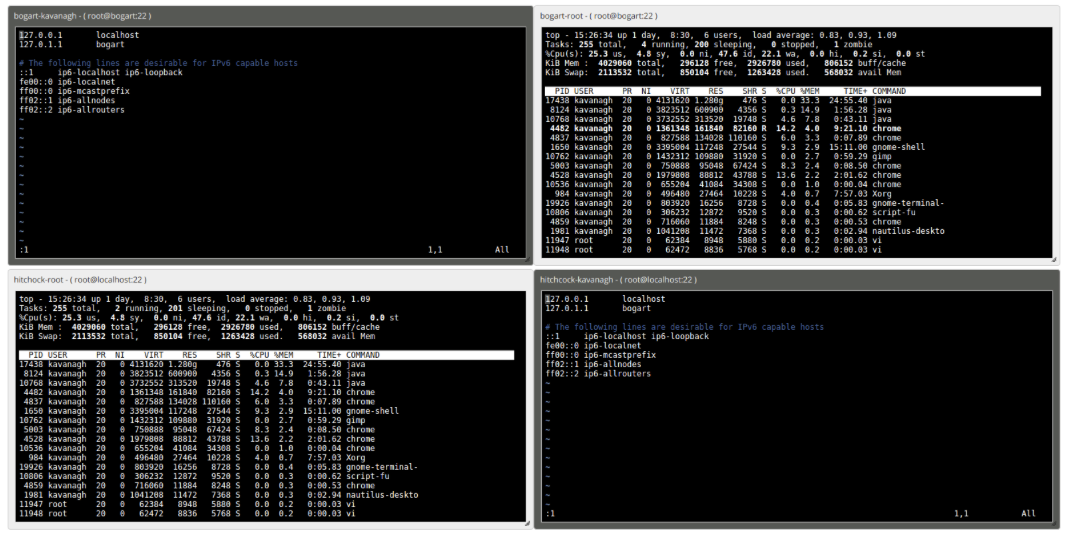 bogart-kavanagh - ( root@bogart:22 )
127.0.0.1 localhost
127.0.1.1 bogart
# The following lines are desirable for IPv6 capable hosts
::1 ip6-localhost ip6-loopback
fe00::0 ip6-localnet
ff00::0 ip6-mcastprefix
ff02::1 ip6-allnodes
ff02::2 ip6-allrouters
~
~
~
~
~
~
~
~
~
~
~
~
~
~
:1 1,1 All
bogart-root - ( root@bogart:22 )
top - 15:26:34 up 1 day, 8:30, 6 users, load average: 0.83, 0.93, 1.09
Tasks: 255 total, 4 running, 200 sleeping, 0 stopped, 1 zombie
%Cpu(s): 25.3 us, 4.8 sy, 0.0 ni, 47.6 id, 22.1 wa, 0.0 hi, 0.2 si, 0.0 st
KiB Mem : 4029060 total, 296128 free, 2926780 used, 806152 buff/cache
KiB Swap: 2113532 total, 850104 free, 1263428 used. 568032 avail Mem
PID USER PR NI VIRT RES SHR S %CPU %MEM TIME+ COMMAND
17438 kavanagh 20 0 4131620 1.280g 476 S 0.0 33.3 24:55.40 java
8124 kavanagh 20 0 3823512 600900 4356 S 0.3 14.9 1:56.28 java
10768 kavanagh 20 0 3732552 313520 19748 S 4.6 7.8 0:43.11 java
4482 kavanagh 20 0 1361348 161840 82160 R 14.2 4.0 9:21.10 chrome
4837 kavanagh 20 0 827588 134028 110160 S 6.0 3.3 0:07.89 chrome
1650 kavanagh 20 0 3395004 117248 27544 S 9.3 2.9 15:11.00 gnome-shell
10762 kavanagh 20 0 1432312 109880 31920 S 0.0 2.7 0:59.29 gimp
5003 kavanagh 20 0 750888 95048 67424 S 8.3 2.4 0:08.50 chrome
4528 kavanagh 20 0 1979808 88812 43788 S 13.6 2.2 2:01.62 chrome
10536 kavanagh 20 0 655204 41084 34308 S 0.0 1.0 0:00.04 chrome
984 kavanagh 20 0 496480 27464 10228 S 4.0 0.7 7:57.03 Xorg
19926 kavanagh 20 0 803920 16256 8728 S 0.0 0.4 0:05.83 gnome-terminal-
10806 kavanagh 20 0 306232 12872 9520 S 0.0 0.3 0:00.62 script-fu
4859 kavanagh 20 0 716060 11884 8248 S 0.0 0.3 0:00.53 chrome
1981 kavanagh 20 0 1041208 11472 7368 S 0.0 0.3 0:02.94 nautilus-deskto
11947 root 20 0 62384 8948 5880 S 0.0 0.2 0:00.03 vi
11948 root 20 0 62472 8836 5768 S 0.0 0.2 0:00.03 vi
hitchock-root - ( root@localhost:22 )
top - 15:26:34 up 1 day, 8:30, 6 users, load average: 0.83, 0.93, 1.09
Tasks: 255 total, 2 running, 201 sleeping, 0 stopped, 1 zombie
%Cpu(s): 25.3 us, 4.8 sy, 0.0 ni, 47.6 id, 22.1 wa, 0.0 hi, 0.2 si, 0.0 st
KiB Mem : 4029060 total, 296128 free, 2926780 used, 806152 buff/cache
KiB Swap: 2113532 total, 850104 free, 1263428 used. 568032 avail Mem
PID USER PR NI VIRT RES SHR S %CPU %MEM TIME+ COMMAND
17438 kavanagh 20 0 4131620 1.280g 476 S 0.0 33.3 24:55.40 java
8124 kavanagh 20 0 3823512 600900 4356 S 0.3 14.9 1:56.28 java
10768 kavanagh 20 0 3732552 313520 19748 S 4.6 7.8 0:43.11 java
4482 kavanagh 20 0 1361348 161840 82160 S 14.2 4.0 9:21.10 chrome
4837 kavanagh 20 0 827588 134028 110160 S 6.0 3.3 0:07.89 chrome
1650 kavanagh 20 0 3395004 117248 27544 S 9.3 2.9 15:11.00 gnome-shell
10762 kavanagh 20 0 1432312 109880 31920 S 0.0 2.7 0:59.29 gimp
5003 kavanagh 20 0 750888 95048 67424 S 8.3 2.4 0:08.50 chrome
4528 kavanagh 20 0 1979808 88812 43788 S 13.6 2.2 2:01.62 chrome
10536 kavanagh 20 0 655204 41084 34308 S 0.0 1.0 0:00.04 chrome
984 kavanagh 20 0 496480 27464 10228 S 4.0 0.7 7:57.03 Xorg
19926 kavanagh 20 0 803920 16256 8728 S 0.0 0.4 0:05.83 gnome-terminal-
10806 kavanagh 20 0 306232 12872 9520 S 0.0 0.3 0:00.62 script-fu
4859 kavanagh 20 0 716060 11884 8248 S 0.0 0.3 0:00.53 chrome
1981 kavanagh 20 0 1041208 11472 7368 S 0.0 0.3 0:02.94 nautilus-deskto
11947 root 20 0 62384 8948 5880 S 0.0 0.2 0:00.03 vi
11948 root 20 0 62472 8836 5768 S 0.0 0.2 0:00.03 vi
hitchcock-kavanagh - ( root@localhost:22 )
127.0.0.1 localhost
127.0.1.1 bogart
# The following lines are desirable for IPv6 capable hosts
::1 ip6-localhost ip6-loopback
fe00::0 ip6-localnet
ff00::0 ip6-mcastprefix
ff02::1 ip6-allnodes
ff02::2 ip6-allrouters
~
~
~
~
~
~
~
~
~
~
~
~
~
~
:1 1,1 All